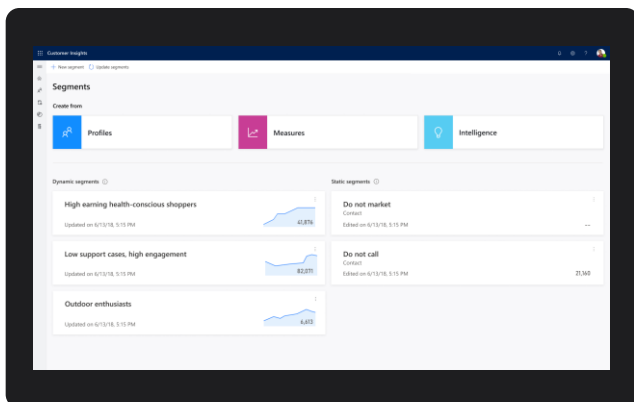 Customer Insights
?
+ New segment
Update segments
Segments
Create from
Profiles
Measures
Intelligence
Dynamic segments
Static segments
High earning health-conscious shoppers
Updated on 6/13/18, 5:15 PM
41,876
Low support cases, high engagement
Updated on 6/13/18, 5:15 PM
82,071
Outdoor enthusiasts
Updated on 6/13/18, 5:15 PM
6,613
Do not market
Contact
Edited on 6/13/18, 5:15 PM
--
Do not call
Contact
Edited on 6/13/18, 5:15 PM
21,160